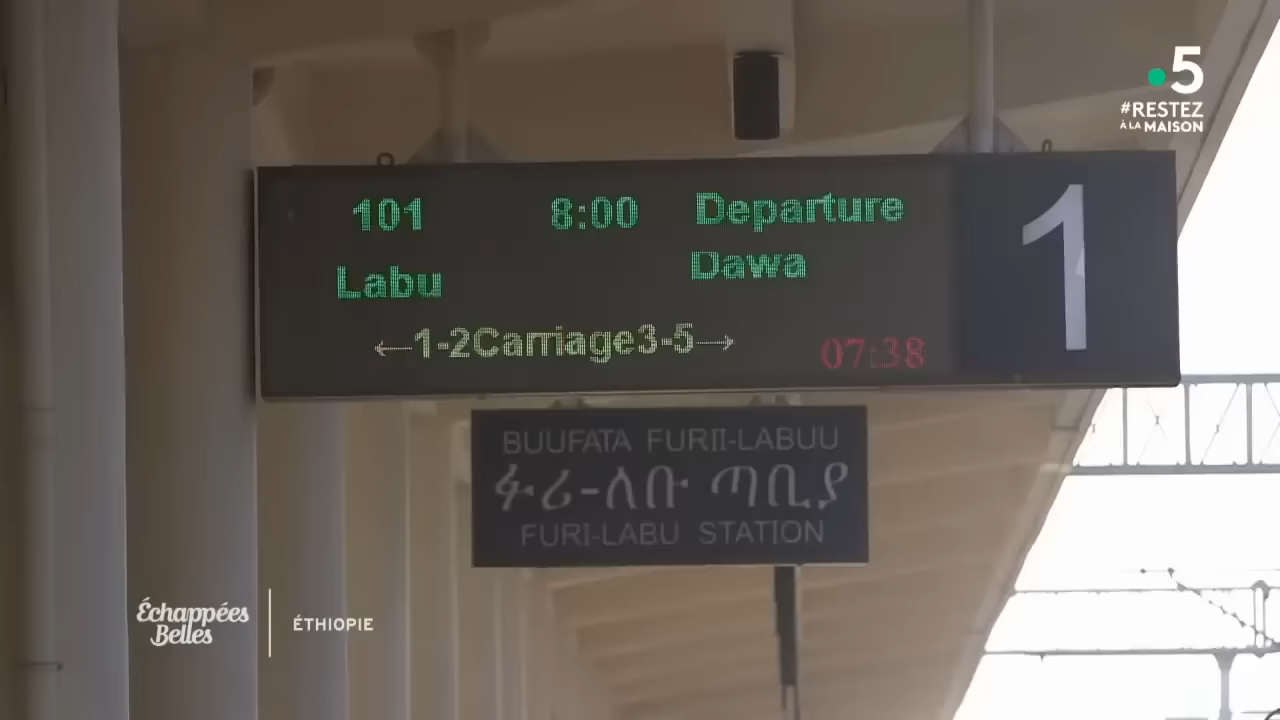 5
#RESTEZ
À LA MAISON
101 8:00 Departure
Labu Dawa
←1-2Carriage3-5→ 07:38
1
BUUFATA FURII-LABUU
ፉሪ-ለቡ ጣቢያ
FURI-LABU STATION
Échappées
Belles
ÉTHIOPIE